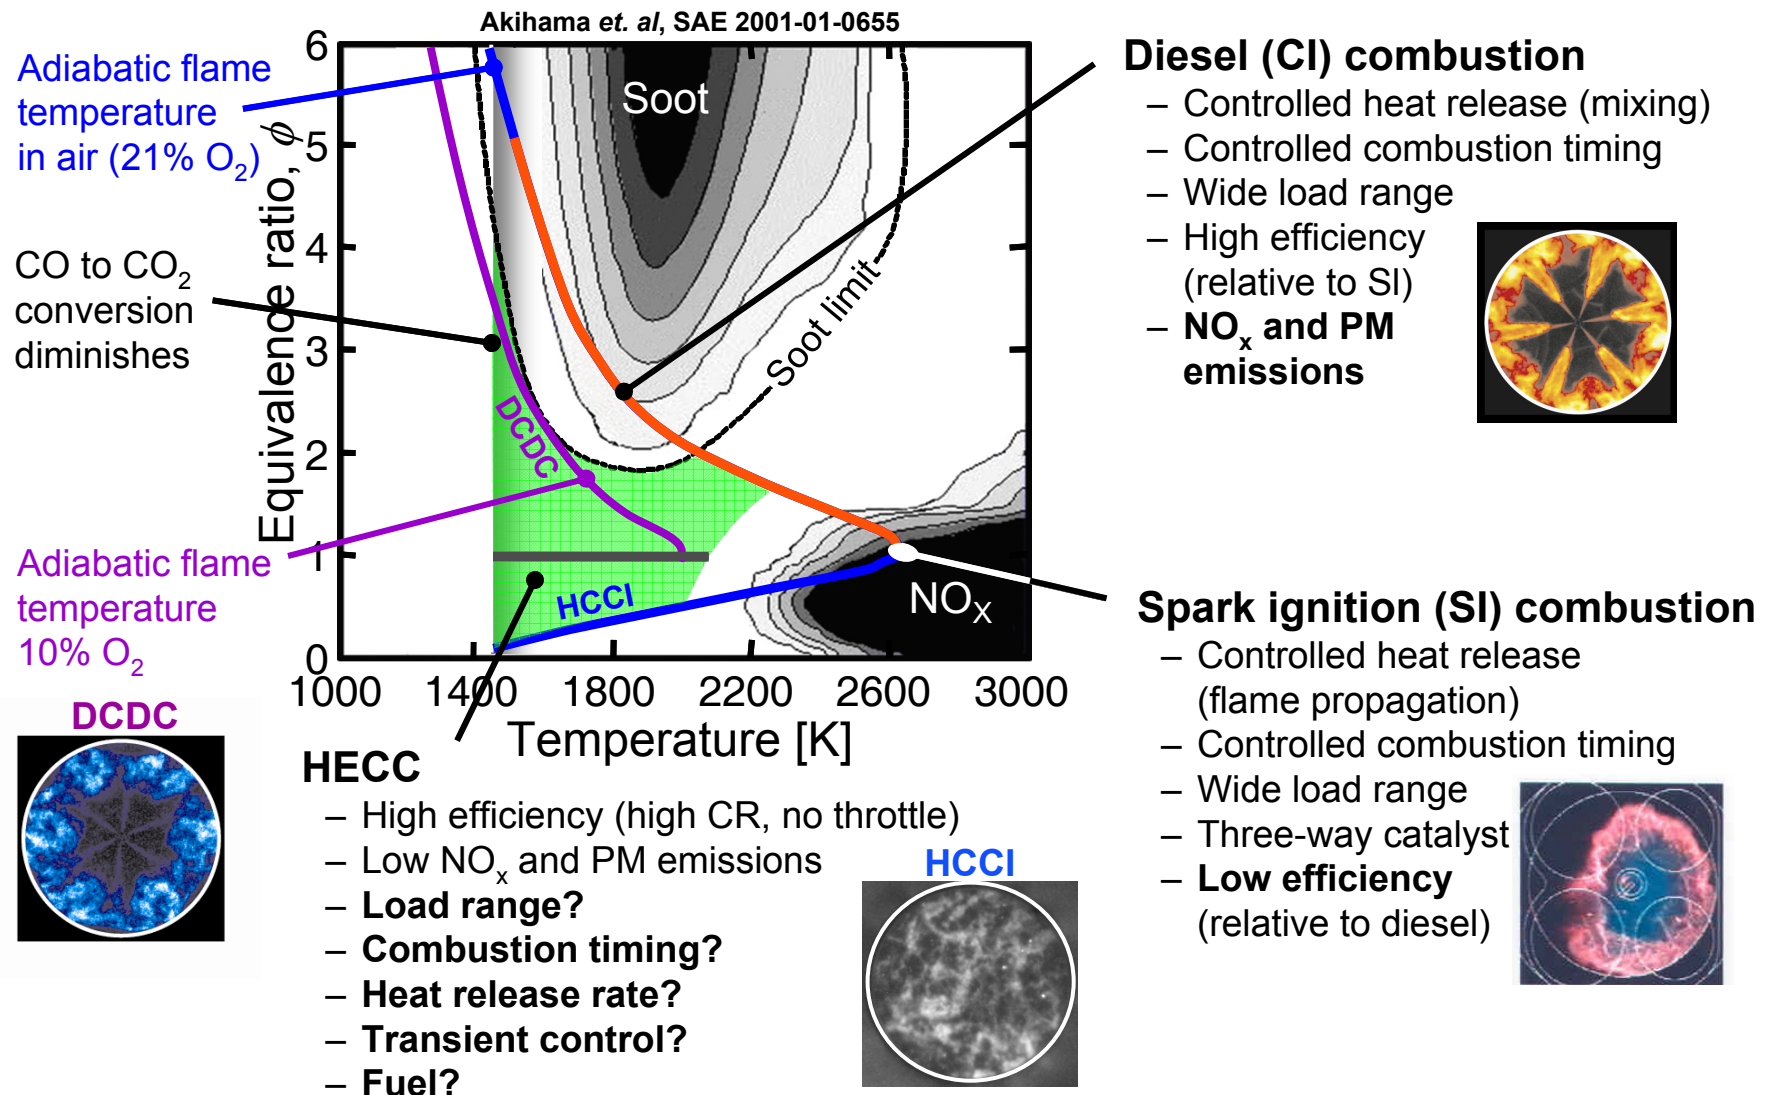 Akihama et. al, SAE 2001-01-0655
Adiabatic flame
temperature
in air (21% O2)
CO to CO2
conversion
diminishes
Adiabatic flame
temperature
10% O2
Equivalence ratio, ϕ
6
5
4
3
2
1
0
1000 1400 1800 2200 2600 3000
Temperature [K]
Soot
Soot limit
DCDC
HCCI
NOX
Diesel (CI) combustion
– Controlled heat release (mixing)
– Controlled combustion timing
– Wide load range
– High efficiency
(relative to SI)
– NOx and PM
emissions
Spark ignition (SI) combustion
– Controlled heat release
(flame propagation)
– Controlled combustion timing
– Wide load range
– Three-way catalyst
– Low efficiency
(relative to diesel)
DCDC
HECC
– High efficiency (high CR, no throttle)
– Low NOx and PM emissions
– Load range?
– Combustion timing?
– Heat release rate?
– Transient control?
– Fuel?
HCCI